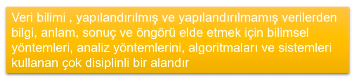 Veri bilimi , yapılandırılmış ve yapılandırılmamış verilerden
bilgi, anlam, sonuç ve öngörü elde etmek için bilimsel
yöntemleri, analiz yöntemlerini, algoritmaları ve sistemleri
kullanan çok disiplinli bir alandır